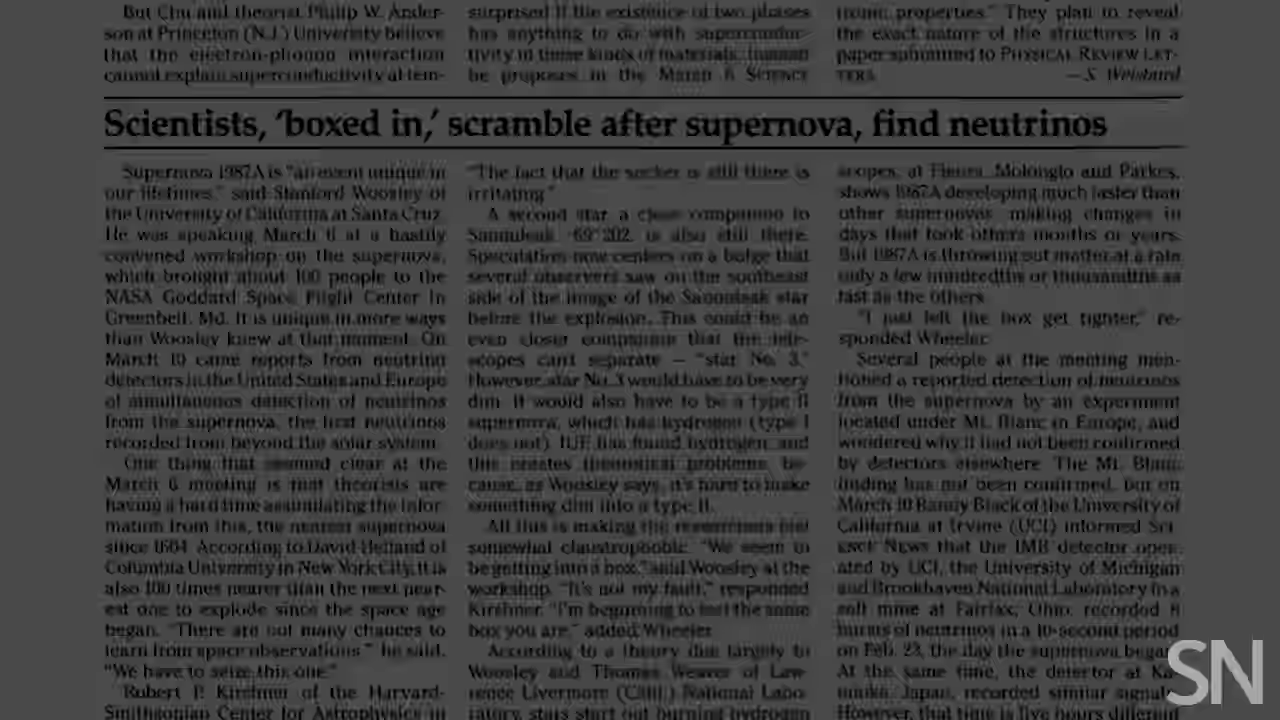 But Chu and theorist Philip W. Ander-
son at Princeton (N.J.) Univeristy believe
that the electron-phonon interaction
cannot explain superconductivity at tem-
surprised if the existence of two phases
has anything to do with supercondu-
tivity in these kinds of materials,
be proposes in the March 6 SCIENCE
tronic properties." They plan to reveal
the exact nature of the structures in a
paper submitted to PHYSICAL REVIEW LET-
TERS. — S. Weisburd
Scientists, 'boxed in,' scramble after supernova, find neutrinos
Supernova 1987A is "an event unique in
our lifetimes," said Stanford Woosley of
the University of California at Santa Cruz.
He was speaking March 6 at a hastily
convened workshop on the supernova,
which brought about 100 people to the
NASA Goddard Space Flight Center in
Greenbelt, Md. It is unique in more ways
than Woosley knew at that moment. On
March 10 came reports from neutrino
detectors in the United States and Europe
of simultaneous detection of neutrinos
from the supernova, the first neutrinos
recorded from beyond the solar system.
One thing that seemed clear at the
March 6 meeting is that theorists are
having a hard time assimilating the infor-
mation from this, the nearest supernova
since 1604. According to David Helfand of
Columbia University in New York City, it is
also 100 times nearer than the next near-
est one to explode since the space age
began. "There are not many chances to
learn from space observations," he said.
"We have to seize this one."
Robert P. Kirshner of the Harvard-
Smithsonian Center for Astrophysics in
"The fact that the sucker is still there is
irritating."
A second star, a close companion to
Sanduleak -69°202, is also still there.
Speculation now centers on a bulge that
several observers saw on the southeast
side of the image of the Sanduleak star
before the explosion. This could be an
even closer companion that the tele-
scopes can't separate — "star No. 3."
However, star No. 3 would have to be very
dim. It would also have to be a type II
supernova, which has hydrogen (type I
does not). IUE has found hydrogen, and
this creates theoretical problems, be-
cause, as Woosley says, it's hard to make
something dim into a type II.
All this is making the researchers feel
somewhat claustrophobic. "We seem to
be getting into a box," said Woosley at the
workshop. "It's not my fault," responded
Kirshner. "I'm beginning to feel the same
box you are," added Wheeler.
According to a theory due largely to
Woosley and Thomas Weaver of Law-
rence Livermore (Calif.) National Labo-
ratory, stars start out burning hydrogen
scopes, at Fleurs, Molonglo and Parkes,
shows 1987A developing much faster than
other supernovas, making changes in
days that took others months or years.
But 1987A is throwing out matter at a rate
only a few hundredths or thousandths as
fast as the others.
"I just felt the box get tighter," re-
sponded Wheeler.
Several people at the meeting men-
tioned a reported detection of neutrinos
from the supernova by an experiment
located under Mt. Blanc in Europe, and
wondered why it had not been confirmed
by detectors elsewhere. The Mt. Blanc
finding has not been confirmed, but on
March 10 Randy Black of the University of
California at Irvine (UCI) informed SCI-
ENCE NEWS that the IMB detector oper-
ated by UCI, the University of Michigan
and Brookhaven National Laboratory in a
salt mine at Fairfax, Ohio, recorded 8
bursts of neutrinos in a 10-second period
on Feb. 23, the day the supernova began.
At the same time, the detector at Ka-
mioka, Japan, recorded similar signals.
However, that time is five hours different
SN